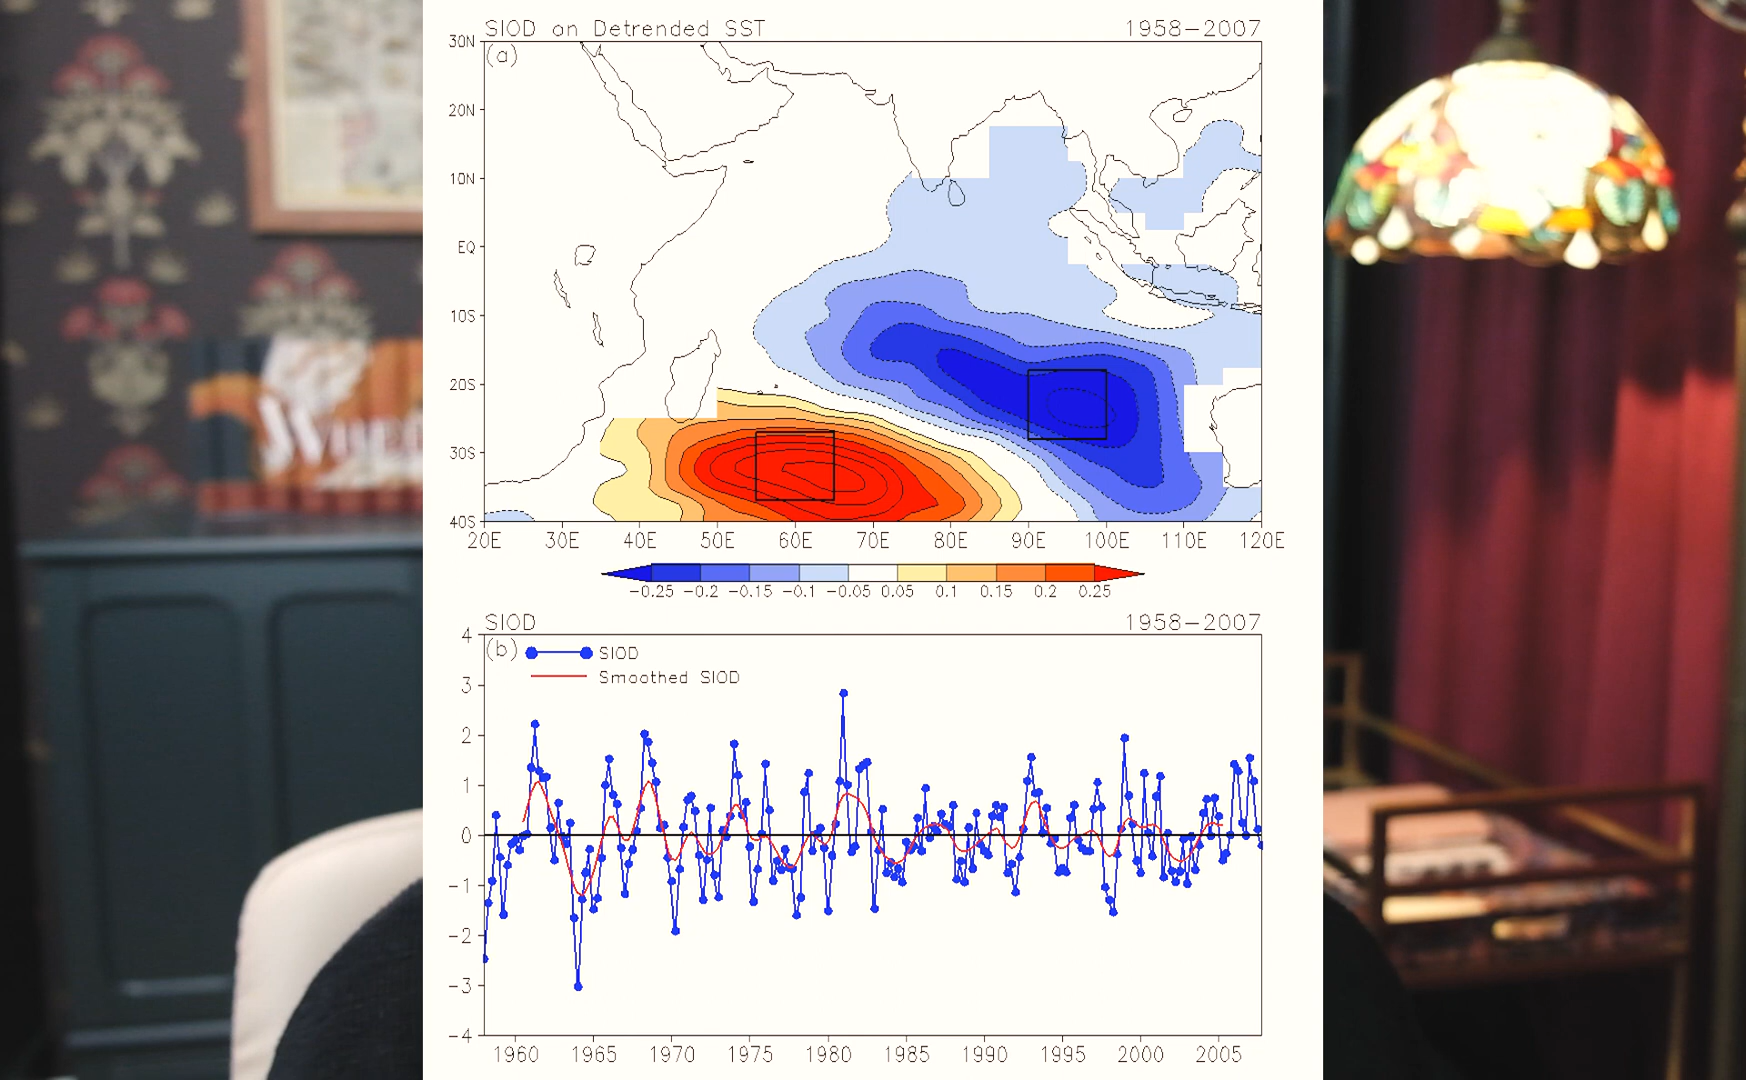 SIOD on Detrended SST 1958-2007
(a)
30N
20N
10N
EQ
10S
20S
30S
40S
20E 30E 40E 50E 60E 70E 80E 90E 100E 110E 120E
-0.25 -0.2 -0.15 -0.1 -0.05 0.05 0.1 0.15 0.2 0.25
SIOD 1958-2007
(b)
SIOD
Smoothed SIOD
4
3
2
1
0
-1
-2
-3
-4
1960 1965 1970 1975 1980 1985 1990 1995 2000 2005